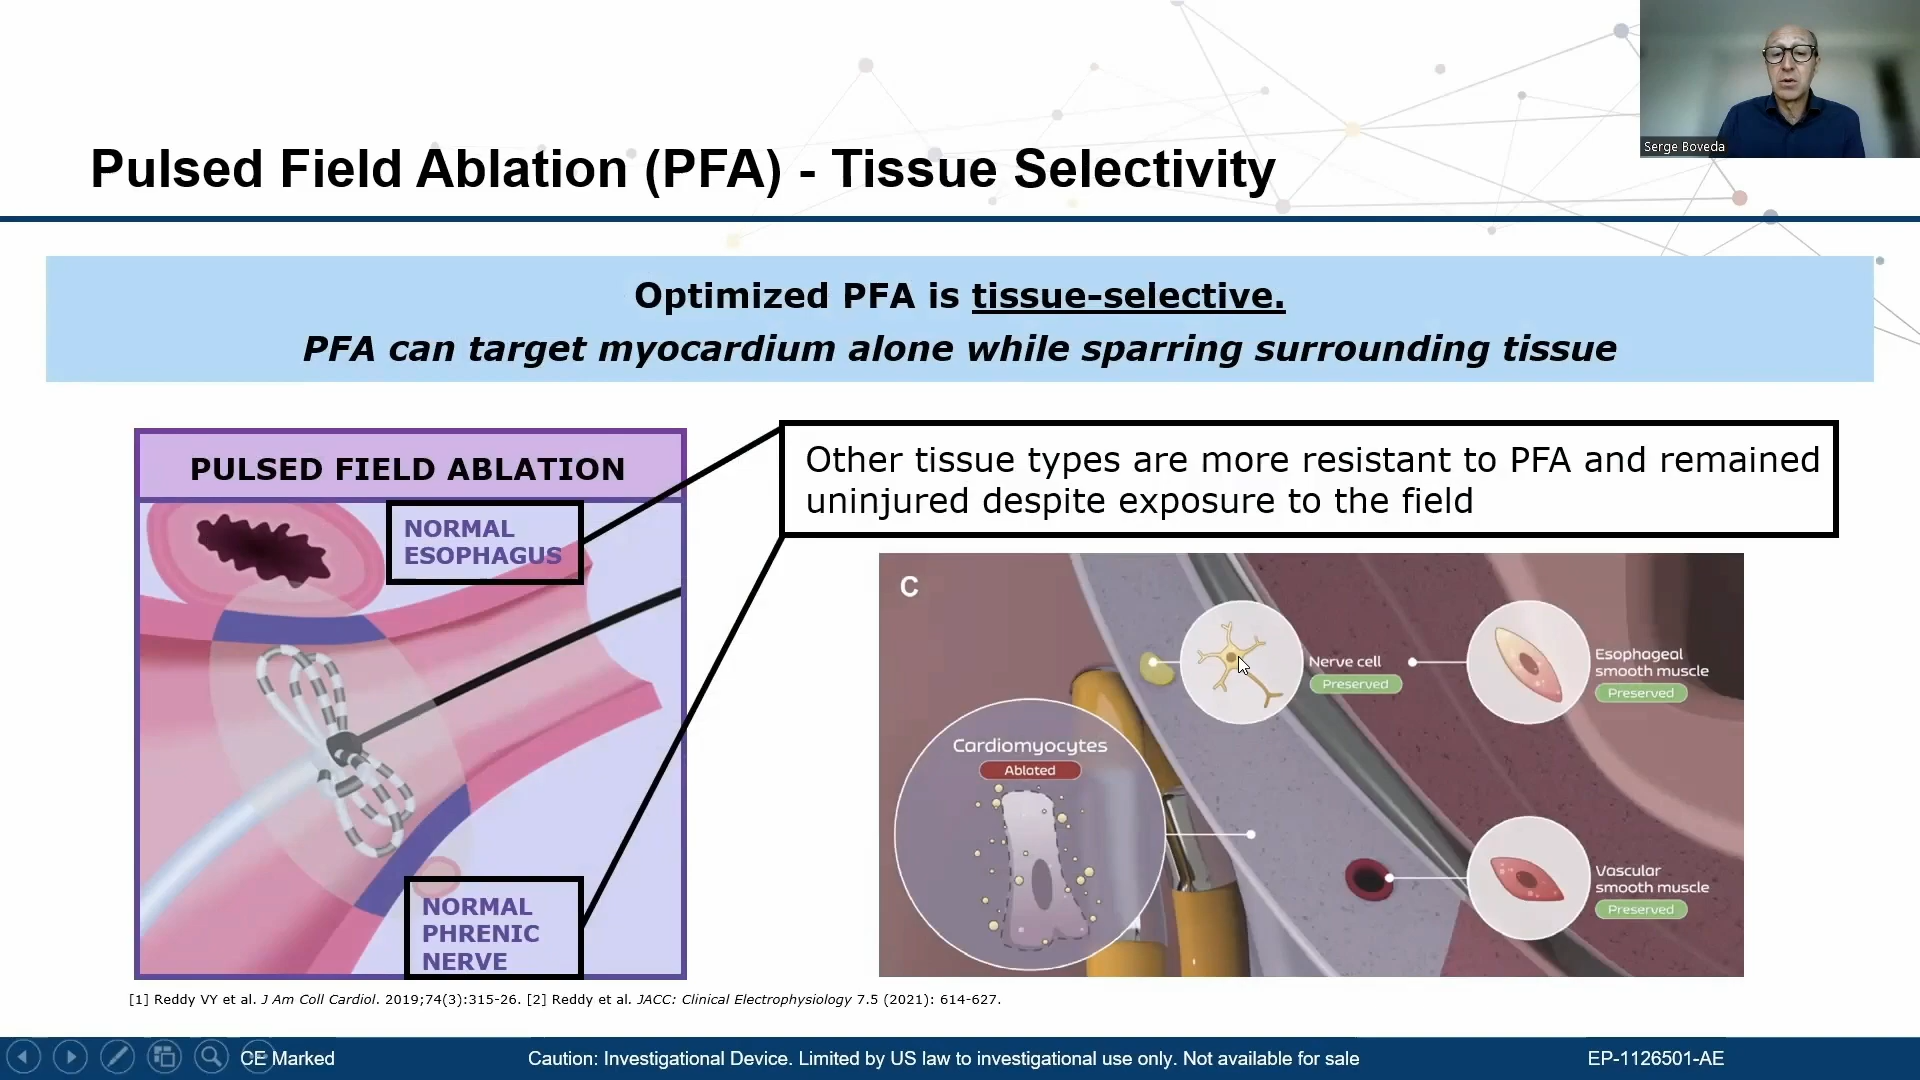 Serge Boveda
Pulsed Field Ablation (PFA) - Tissue Selectivity
Optimized PFA is tissue-selective.
PFA can target myocardium alone while sparring surrounding tissue
PULSED FIELD ABLATION
NORMAL
ESOPHAGUS
NORMAL
PHRENIC
NERVE
Other tissue types are more resistant to PFA and remained
uninjured despite exposure to the field
C
Nerve cell
Preserved
Esophageal
smooth muscle
Preserved
Cardiomyocytes
Ablated
Vascular
smooth muscle
Preserved
[1] Reddy VY et al. J Am Coll Cardiol. 2019;74(3):315-26. [2] Reddy et al. JACC: Clinical Electrophysiology 7.5 (2021): 614-627.
CE Marked
Caution: Investigational Device. Limited by US law to investigational use only. Not available for sale
EP-1126501-AE